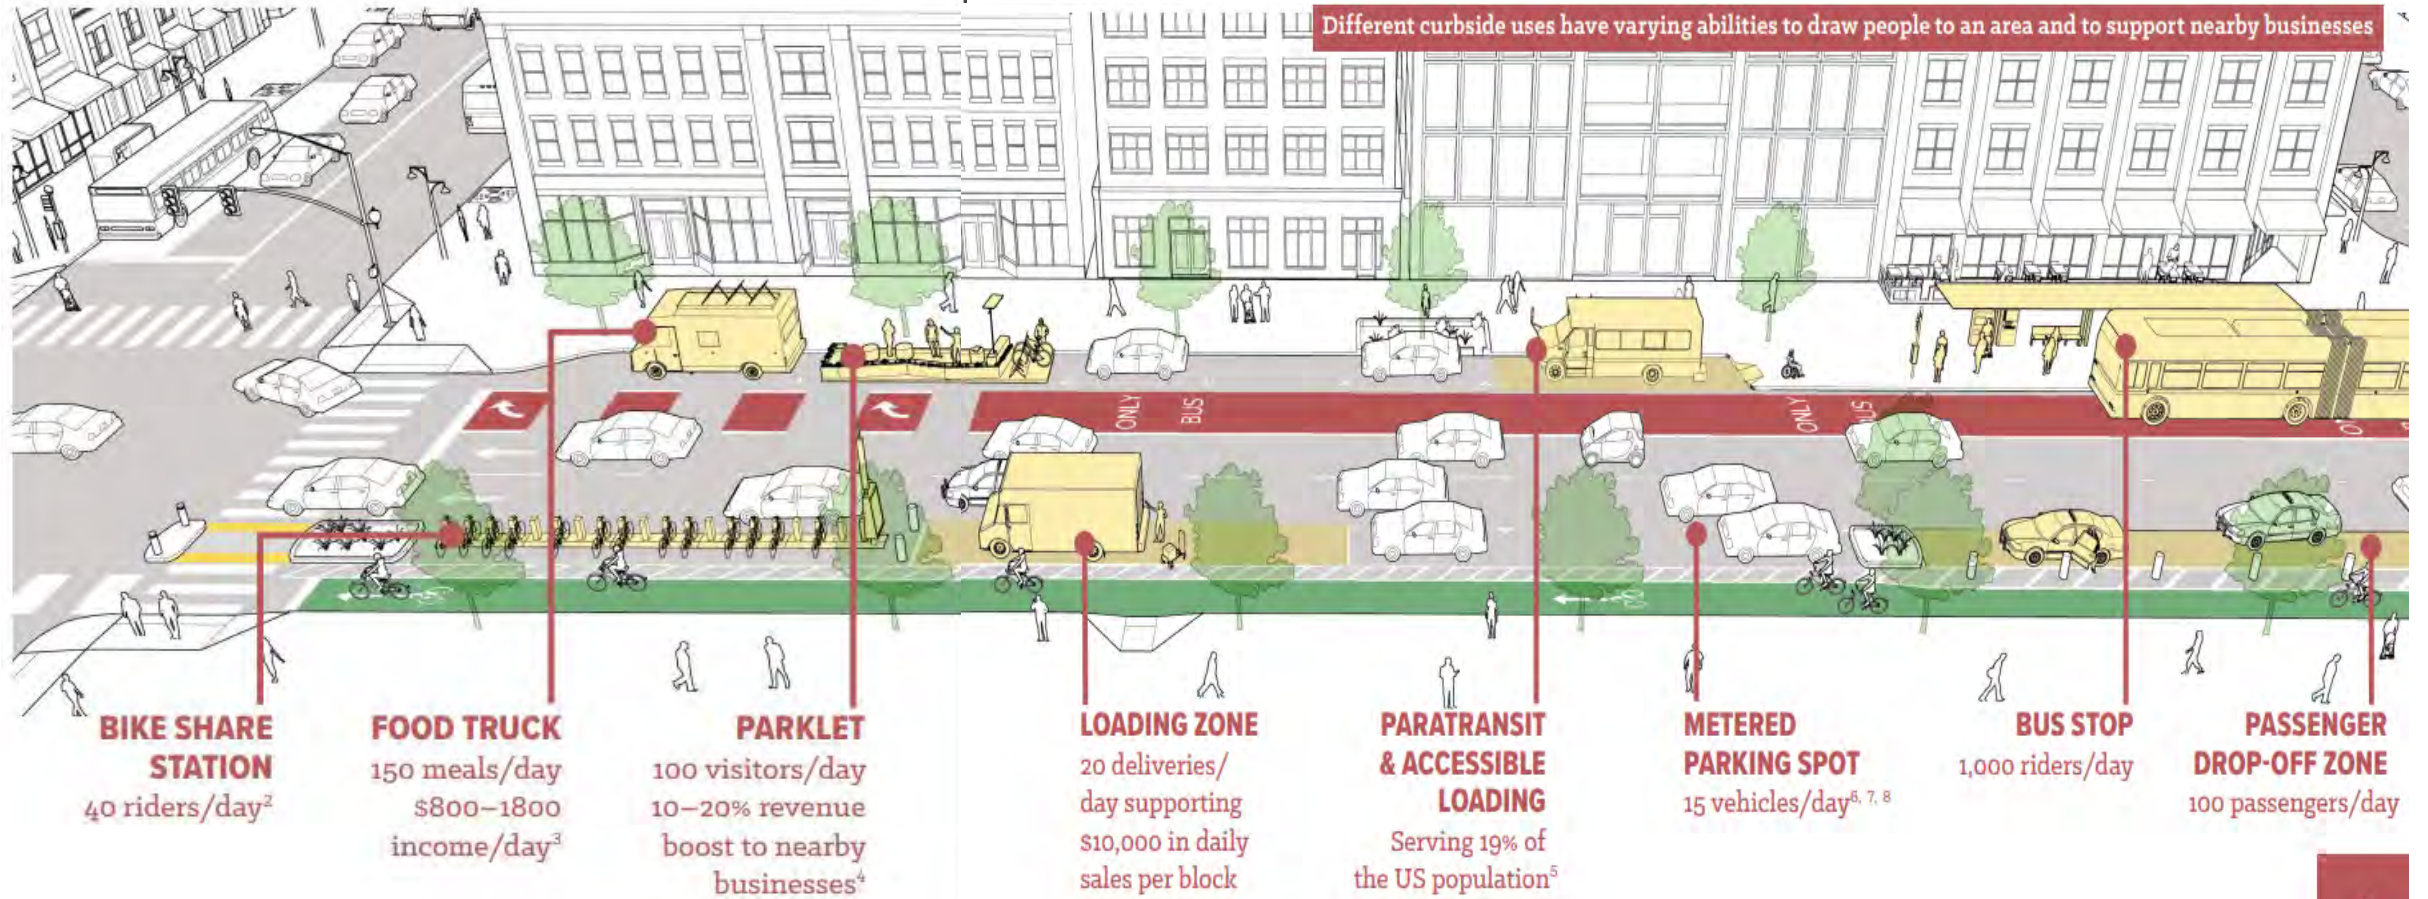 Different curbside uses have varying abilities to draw people to an area and to support nearby businesses
ONLY
BUS
ONLY
BUS
BIKE SHARE
STATION
40 riders/day²
FOOD TRUCK
150 meals/day
$800–1800
income/day³
PARKLET
100 visitors/day
10–20% revenue
boost to nearby
businesses⁴
LOADING ZONE
20 deliveries/
day supporting
$10,000 in daily
sales per block
PARATRANSIT
& ACCESSIBLE
LOADING
Serving 19% of
the US population⁵
METERED
PARKING SPOT
15 vehicles/day⁶, ⁷, ⁸
BUS STOP
1,000 riders/day
PASSENGER
DROP-OFF ZONE
100 passengers/day